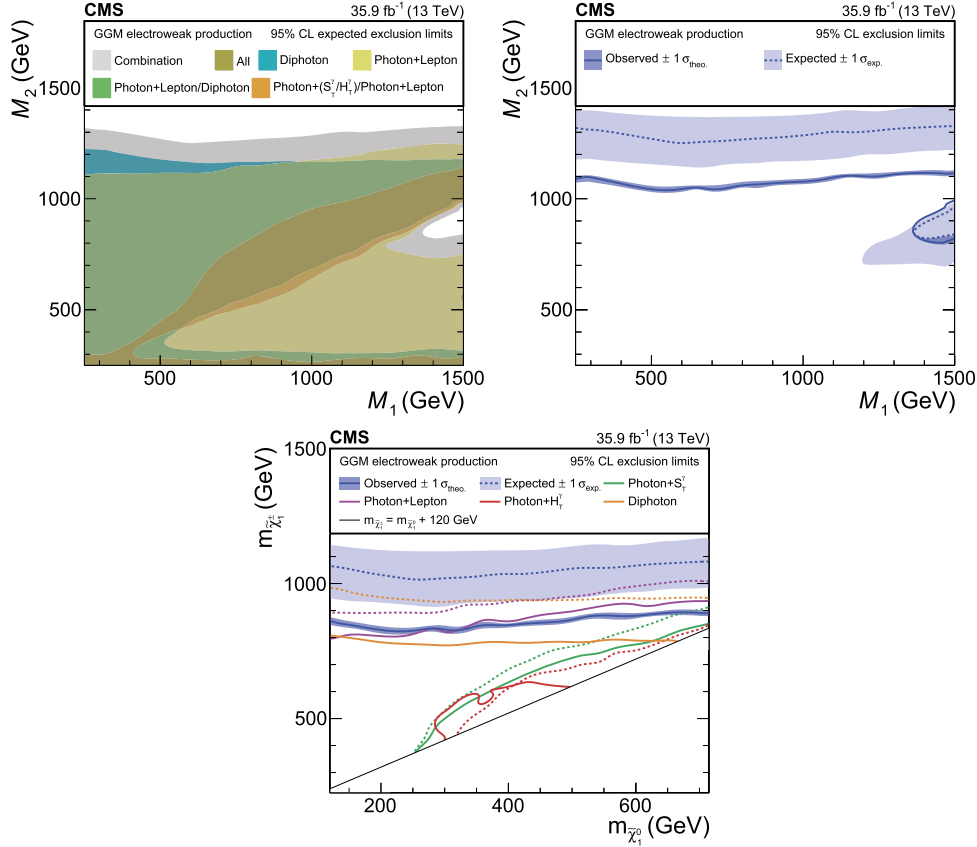 CMS 35.9 fb⁻¹ (13 TeV)
GGM electroweak production 95% CL expected exclusion limits
Combination All Diphoton Photon+Lepton
Photon+Lepton/Diphoton Photon+(S_T^γ/H_T^γ)/Photon+Lepton
M₂ (GeV)
1500
1000
500
500 1000 1500
M₁ (GeV)
CMS 35.9 fb⁻¹ (13 TeV)
GGM electroweak production 95% CL exclusion limits
Observed ± 1 σ_theo. Expected ± 1 σ_exp.
M₂ (GeV)
1500
1000
500
500 1000 1500
M₁ (GeV)
CMS 35.9 fb⁻¹ (13 TeV)
GGM electroweak production 95% CL exclusion limits
Observed ± 1 σ_theo. Expected ± 1 σ_exp. Photon+S_T^γ
Photon+Lepton Photon+H_T^γ Diphoton
m_χ̃₁^± = m_χ̃₁^0 + 120 GeV
m_χ̃₁^± (GeV)
1500
1000
500
200 400 600
m_χ̃₁^0 (GeV)